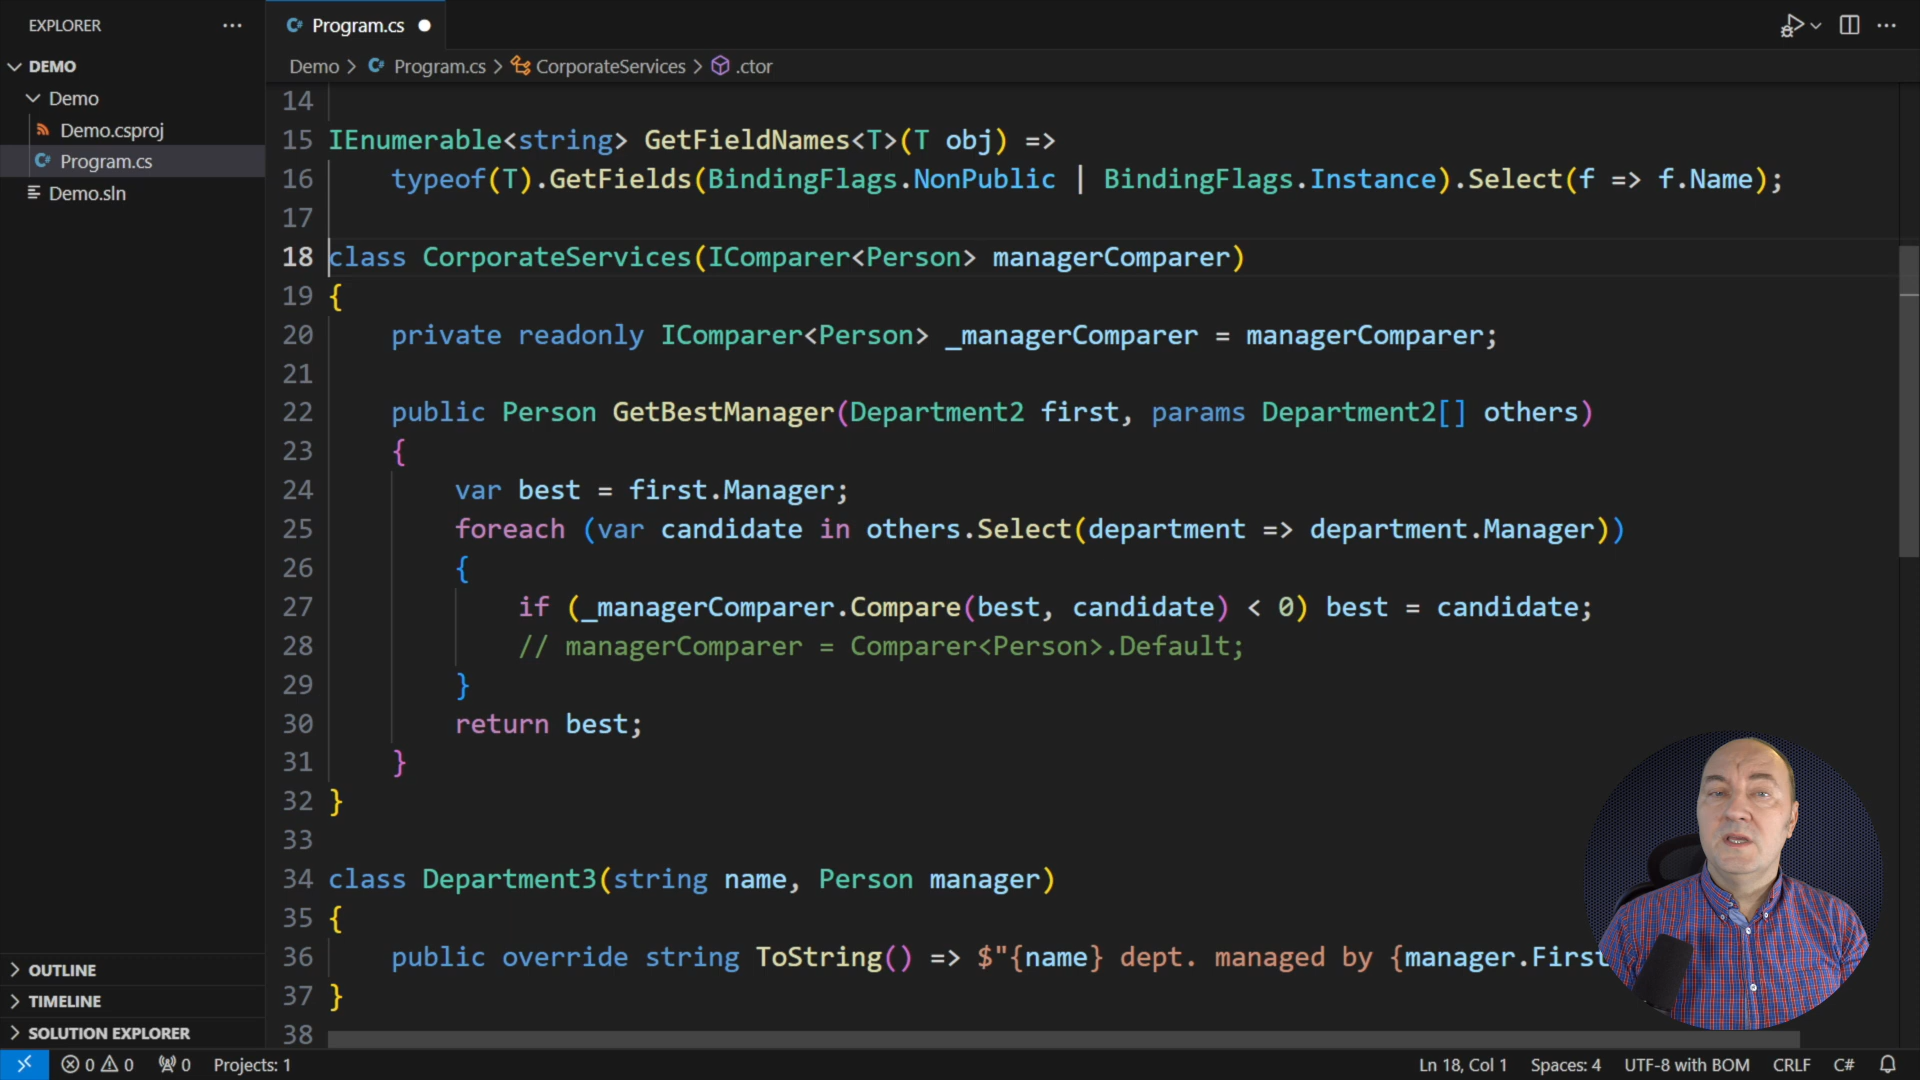 EXPLORER
DEMO
Demo
Demo.csproj
Program.cs
Demo.sln
OUTLINE
TIMELINE
SOLUTION EXPLORER
Program.cs
Demo > Program.cs > CorporateServices > .ctor
14
15 IEnumerable<string> GetFieldNames<T>(T obj) =>
16     typeof(T).GetFields(BindingFlags.NonPublic | BindingFlags.Instance).Select(f => f.Name);
17
18 class CorporateServices(IComparer<Person> managerComparer)
19 {
20     private readonly IComparer<Person> _managerComparer = managerComparer;
21
22     public Person GetBestManager(Department2 first, params Department2[] others)
23     {
24         var best = first.Manager;
25         foreach (var candidate in others.Select(department => department.Manager))
26         {
27             if (_managerComparer.Compare(best, candidate) < 0) best = candidate;
28             // managerComparer = Comparer<Person>.Default;
29         }
30         return best;
31     }
32 }
33
34 class Department3(string name, Person manager)
35 {
36     public override string ToString() => $"{name} dept. managed by {manager.First
37 }
38
0 0 0 Projects: 1 Ln 18, Col 1 Spaces: 4 UTF-8 with BOM CRLF C#